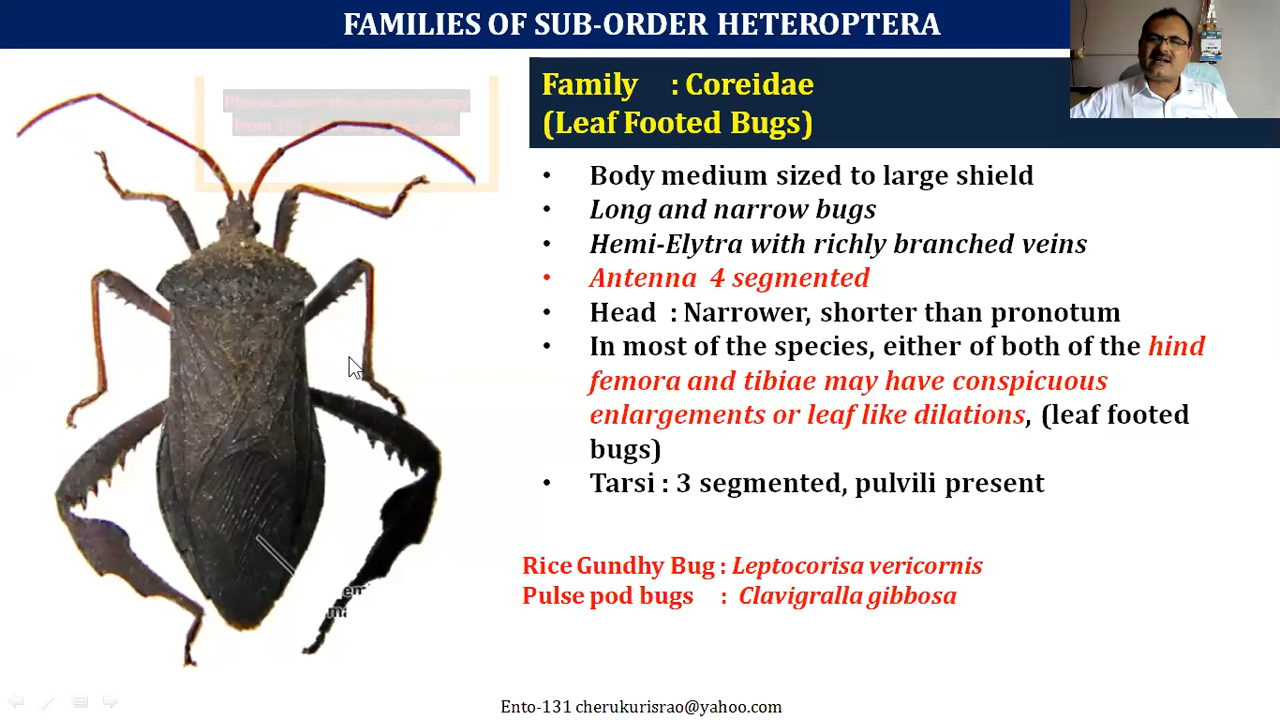 FAMILIES OF SUB-ORDER HETEROPTERA
Family : Coreidae
(Leaf Footed Bugs)
• Body medium sized to large shield
• Long and narrow bugs
• Hemi-Elytra with richly branched veins
• Antenna 4 segmented
• Head : Narrower, shorter than pronotum
• In most of the species, either of both of the hind
femora and tibiae may have conspicuous
enlargements or leaf like dilations, (leaf footed
bugs)
• Tarsi : 3 segmented, pulvili present
Rice Gundhy Bug : Leptocorisa vericornis
Pulse pod bugs : Clavigralla gibbosa
Ento-131 cherukurisrao@yahoo.com